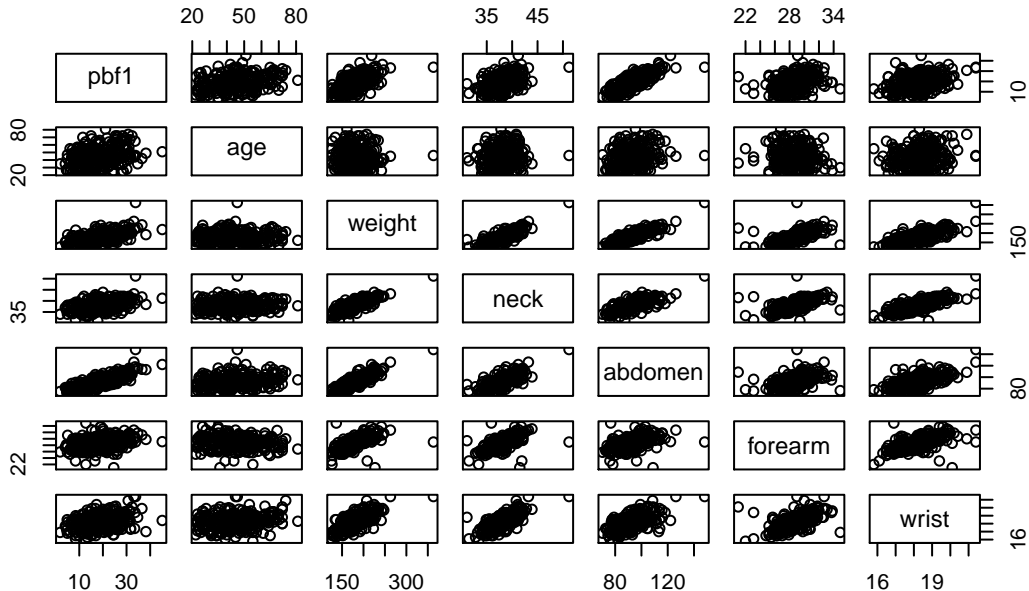 20 50 80 35 45 22 28 34
pbf1 10
20 80 age
weight 150
35 neck
abdomen 80
22 forearm
wrist 16
10 30 150 300 80 120 16 19